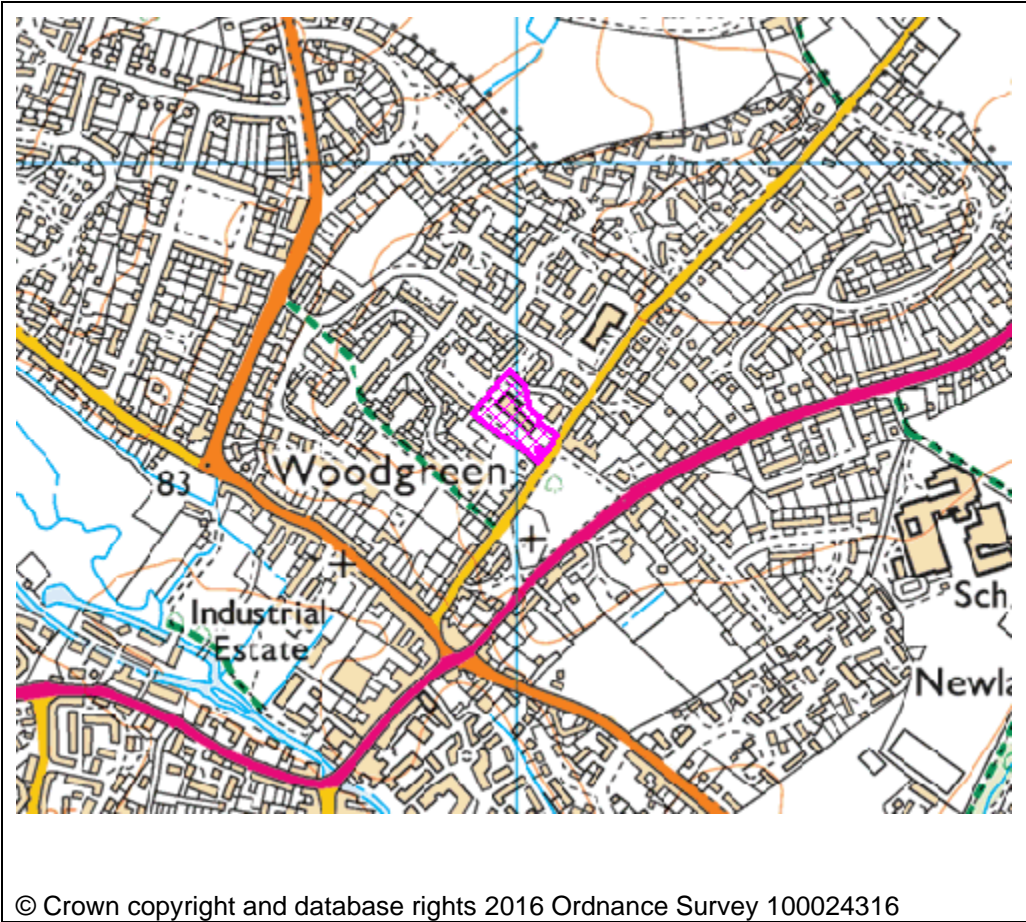 Woodgreen
83
Industrial
Estate
Sch
Newla
© Crown copyright and database rights 2016 Ordnance Survey 100024316